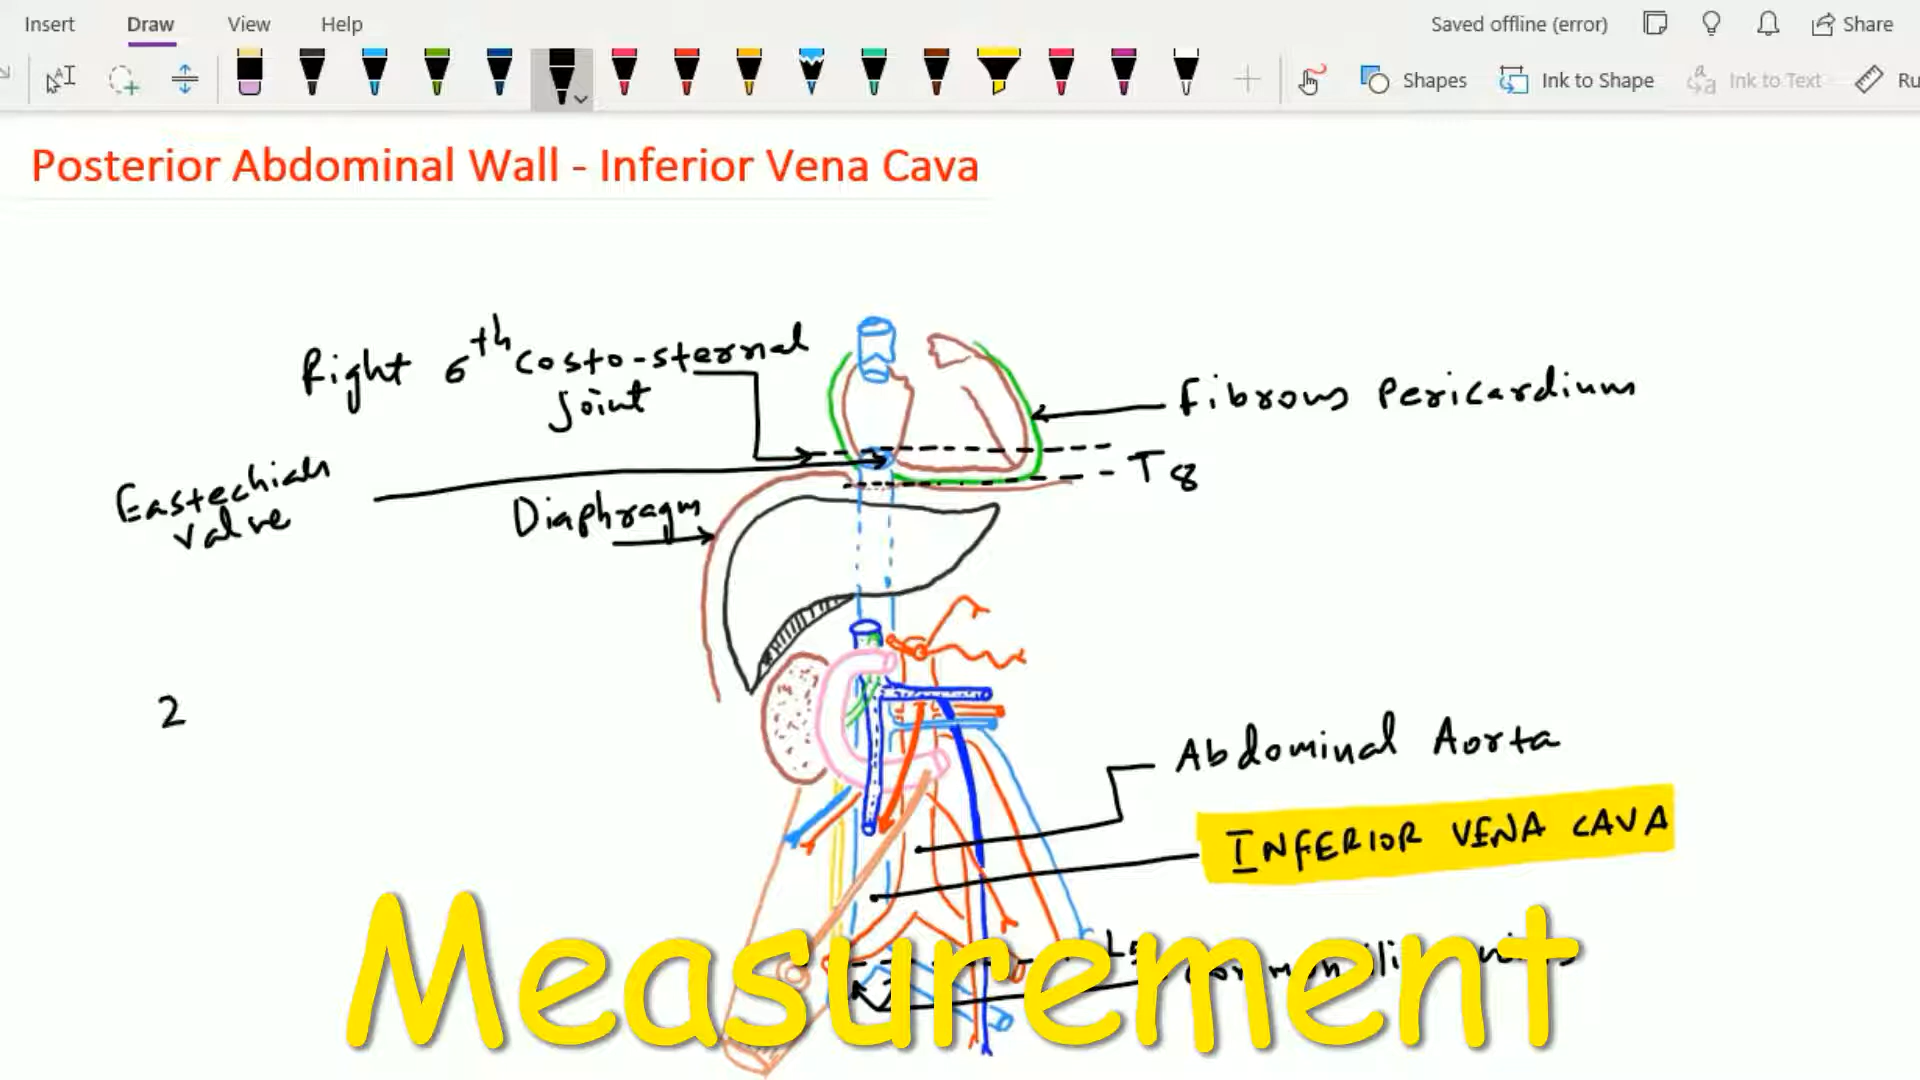 Insert Draw View Help Saved offline (error) Share
Shapes Ink to Shape Ink to Text Ru
Posterior Abdominal Wall - Inferior Vena Cava
Right 6th costo-sternal
joint
Fibrous Pericardium
T8
Eastechian
valve
Diaphragm
2
Abdominal Aorta
INFERIOR VENA CAVA
L5
Measurement